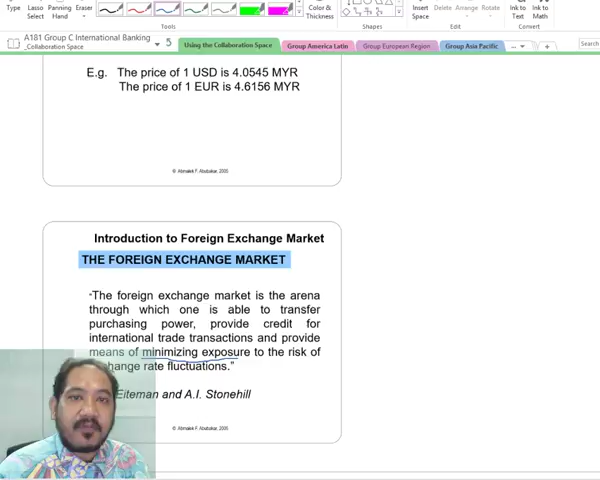 Type
Lasso Select
Panning Hand
Eraser
Color & Thickness
Insert Space
Delete
Arrange
Rotate
Ink to Text
Ink to Math
Tools
Shapes
Edit
Convert
A181 Group C International Banking
_Collaboration Space
Using the Collaboration Space
Group America Latin
Group European Region
Group Asia Pacific
...
+
Search
E.g. The price of 1 USD is 4.0545 MYR
The price of 1 EUR is 4.6156 MYR
Introduction to Foreign Exchange Market
THE FOREIGN EXCHANGE MARKET
"The foreign exchange market is the arena
through which one is able to transfer
purchasing power, provide credit for
international trade transactions and provide
means of minimizing exposure to the risk of
change rate fluctuations."
Eiteman and A.I. Stonehill